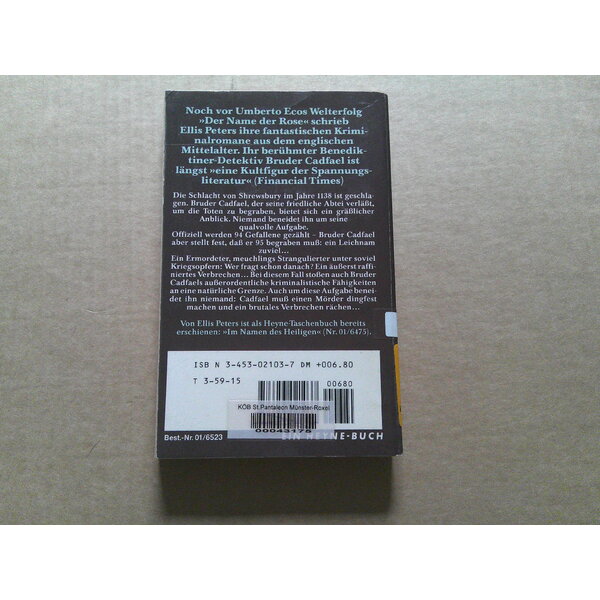 Noch vor Umberto Ecos Welterfolg
»Der Name der Rose« schrieb
Ellis Peters ihre fantastischen Krimi-
nalromane aus dem englischen
Mittelalter. Ihr berühmter Benedik-
tiner-Detektiv Bruder Cadfael ist
längst »eine Kultfigur der Spannungs-
literatur« (Financial Times)
Die Schlacht von Shrewsbury im Jahre 1138 ist geschla-
gen. Bruder Cadfael, der seine friedliche Abtei verläßt,
um die Toten zu begraben, bietet sich ein gräßlicher
Anblick. Niemand beneidet ihn um seine
qualvolle Aufgabe.
Offiziell werden 94 Gefallene gezählt – Bruder Cadfael
aber stellt fest, daß er 95 begraben muß: ein Leichnam
zuviel...
Ein Ermordeter, meuchlings Strangulierter unter soviel
Kriegsopfern: Wer fragt schon danach? Ein äußerst raffi-
niertes Verbrechen... Bei diesem Fall stoßen auch Bruder
Cadfaels außerordentliche kriminalistische Fähigkeiten
an eine natürliche Grenze. Auch um diese Aufgabe benei-
det ihn niemand: Cadfael muß einen Mörder dingfest
machen und ein brutales Verbrechen rächen...
Von Ellis Peters ist als Heyne-Taschenbuch bereits
erschienen: »Im Namen des Heiligen« (Nr. 01/6475).
ISBN 3-453-02103-7 DM +006.80
T 3-59-15
00680
KÖB St.Pantaleon Münster-Roxel
00043175
Best.-Nr. 01/6523
EIN HEYNE-BUCH